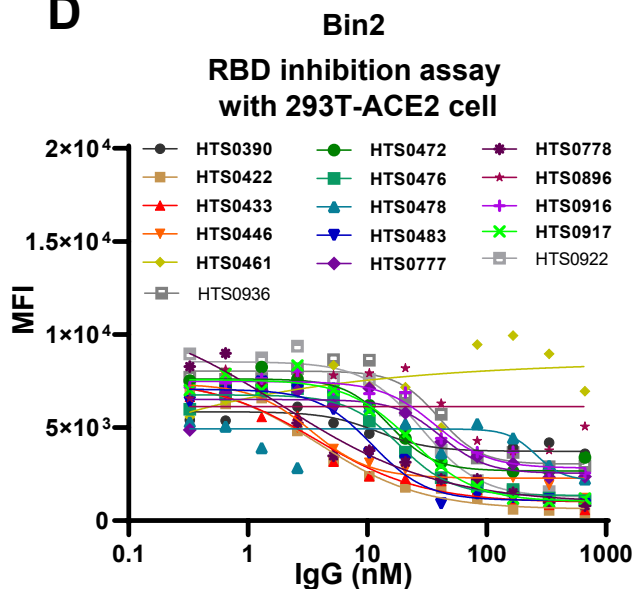 D
Bin2
RBD inhibition assay
with 293T-ACE2 cell
2×10⁴
1.5×10⁴
1×10⁴
5×10³
0
MFI
HTS0390
HTS0422
HTS0433
HTS0446
HTS0461
HTS0936
HTS0472
HTS0476
HTS0478
HTS0483
HTS0777
HTS0778
HTS0896
HTS0916
HTS0917
HTS0922
0.1 1 10 100 1000
IgG (nM)